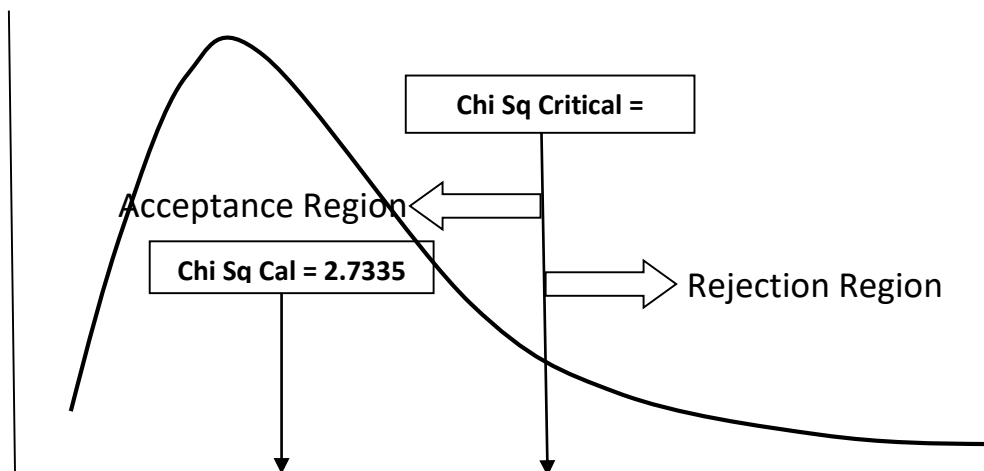 Chi Sq Critical =
Acceptance Region
Chi Sq Cal = 2.7335
Rejection Region